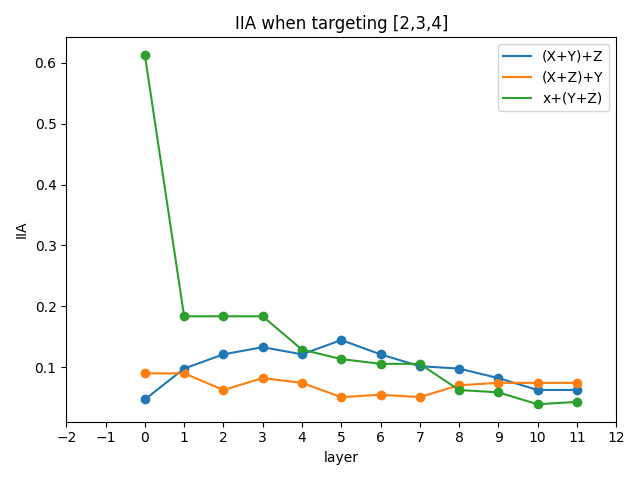 IIA when targeting [2,3,4]
(X+Y)+Z
(X+Z)+Y
x+(Y+Z)
IIA
0.6
0.5
0.4
0.3
0.2
0.1
−2 −1 0 1 2 3 4 5 6 7 8 9 10 11 12
layer